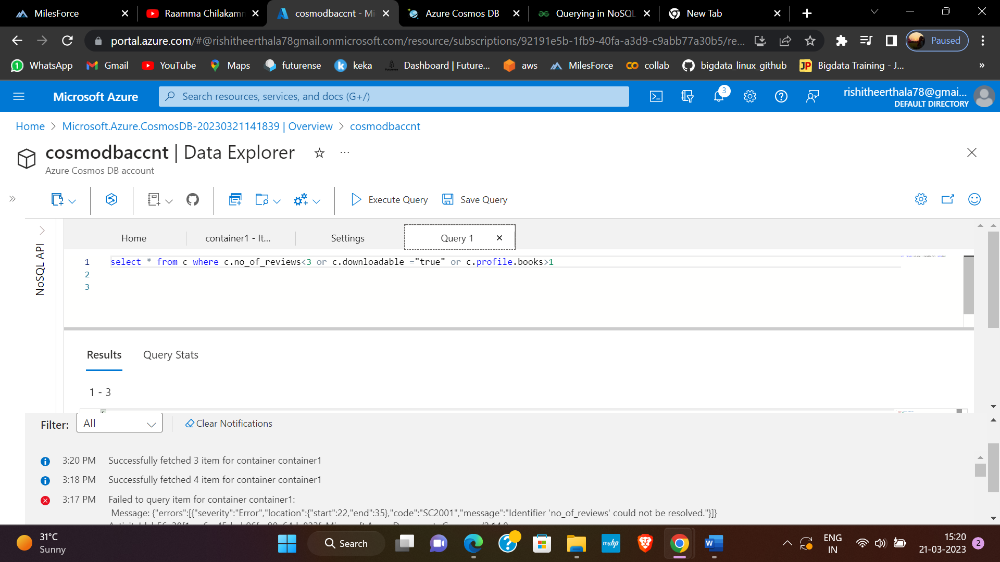 MilesForce
Raamma Chilakamm
cosmodbaccnt - Mi
Azure Cosmos DB
Querying in NoSQL
New Tab
portal.azure.com/#@rishitheerthala78gmail.onmicrosoft.com/resource/subscriptions/92191e5b-1fb9-40fa-a3d9-c9abb77a30b5/re...
Paused
WhatsApp
Gmail
YouTube
Maps
futurense
keka
Dashboard | Future...
aws
MilesForce
collab
bigdata_linux_github
Bigdata Training - J...
Microsoft Azure
Search resources, services, and docs (G+/)
3
rishitheerthala78@gmai...
DEFAULT DIRECTORY
Home > Microsoft.Azure.CosmosDB-20230321141839 | Overview > cosmodbaccnt
cosmodbaccnt | Data Explorer
Azure Cosmos DB account
Execute Query
Save Query
NoSQL API
Home
container1 - It...
Settings
Query 1
1 select * from c where c.no_of_reviews<3 or c.downloadable ="true" or c.profile.books>1
2
3
Results
Query Stats
1 - 3
Filter:
All
Clear Notifications
3:20 PM Successfully fetched 3 item for container container1
3:18 PM Successfully fetched 4 item for container container1
3:17 PM Failed to query item for container container1:
Message: {"errors":[{"severity":"Error","location":{"start":22,"end":35},"code":"SC2001","message":"Identifier 'no_of_reviews' could not be resolved."}]}
31°C
Sunny
Search
myhp
ENG
IN
15:20
21-03-2023
2